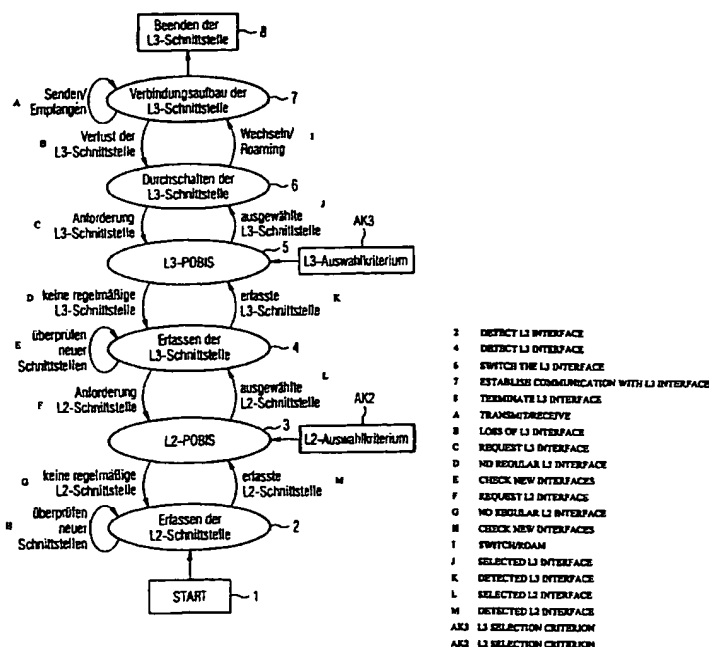 Beenden der
L3-Schnittstelle
8
A
Senden/
Empfangen
Verbindungsaufbau der
L3-Schnittstelle
7
B
Verlust der
L3-Schnittstelle
Wechseln/
Roaming
I
Durchschalten der
L3-Schnittstelle
6
C
Anforderung
L3-Schnittstelle
ausgewählte
L3-Schnittstelle
J
AK3
5
L3-POBIS
L3-Auswahlkriterium
D
keine regelmäßige
L3-Schnittstelle
erfasste
L3-Schnittstelle
K
E
überprüfen
neuer
Schnittstellen
Erfassen der
L3-Schnittstelle
4
F
Anforderung
L2-Schnittstelle
ausgewählte
L2-Schnittstelle
L
AK2
3
L2-POBIS
L2-Auswahlkriterium
G
keine regelmäßige
L2-Schnittstelle
erfasste
L2-Schnittstelle
M
H
überprüfen
neuer
Schnittstellen
Erfassen der
L2-Schnittstelle
2
START
1
2 DETECT L2 INTERFACE
4 DETECT L3 INTERFACE
6 SWITCH THE L3 INTERFACE
7 ESTABLISH COMMUNICATION WITH L3 INTERFACE
8 TERMINATE L3 INTERFACE
A TRANSMIT/RECEIVE
B LOSS OF L3 INTERFACE
C REQUEST L3 INTERFACE
D NO REGULAR L3 INTERFACE
E CHECK NEW INTERFACES
F REQUEST L2 INTERFACE
G NO REGULAR L2 INTERFACE
H CHECK NEW INTERFACES
I SWITCH/ROAM
J SELECTED L3 INTERFACE
K DETECTED L3 INTERFACE
L SELECTED L2 INTERFACE
M DETECTED L2 INTERFACE
AK3 L3 SELECTION CRITERION
AK2 L2 SELECTION CRITERION